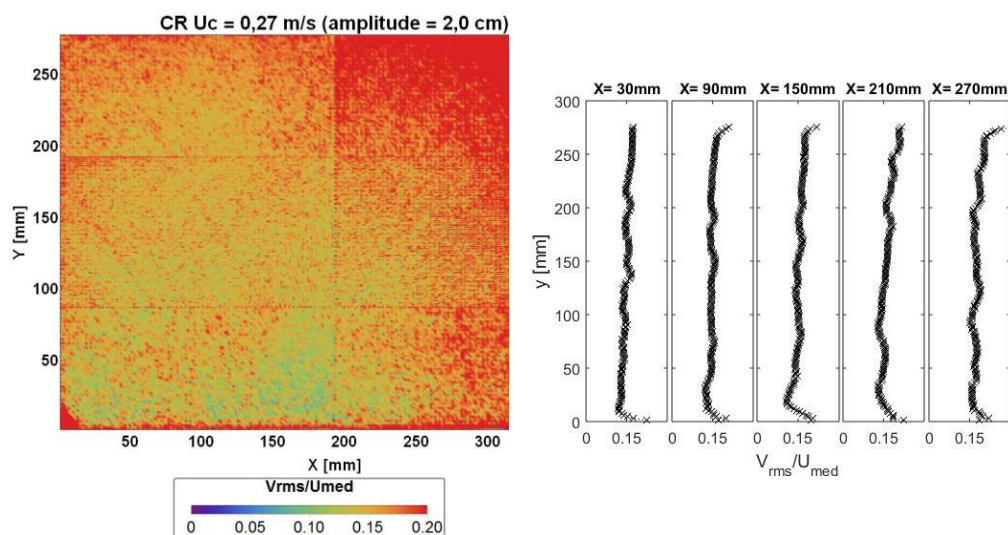 CR Uc = 0,27 m/s (amplitude = 2,0 cm)
250
200
150
100
50
Y [mm]
50 100 150 200 250 300
X [mm]
Vrms/Umed
0 0.05 0.10 0.15 0.20
X= 30mm X= 90mm X= 150mm X= 210mm X= 270mm
300
250
200
150
100
50
0
y [mm]
0 0.15 0 0.15 0 0.15 0 0.15 0 0.15
Vrms/Umed